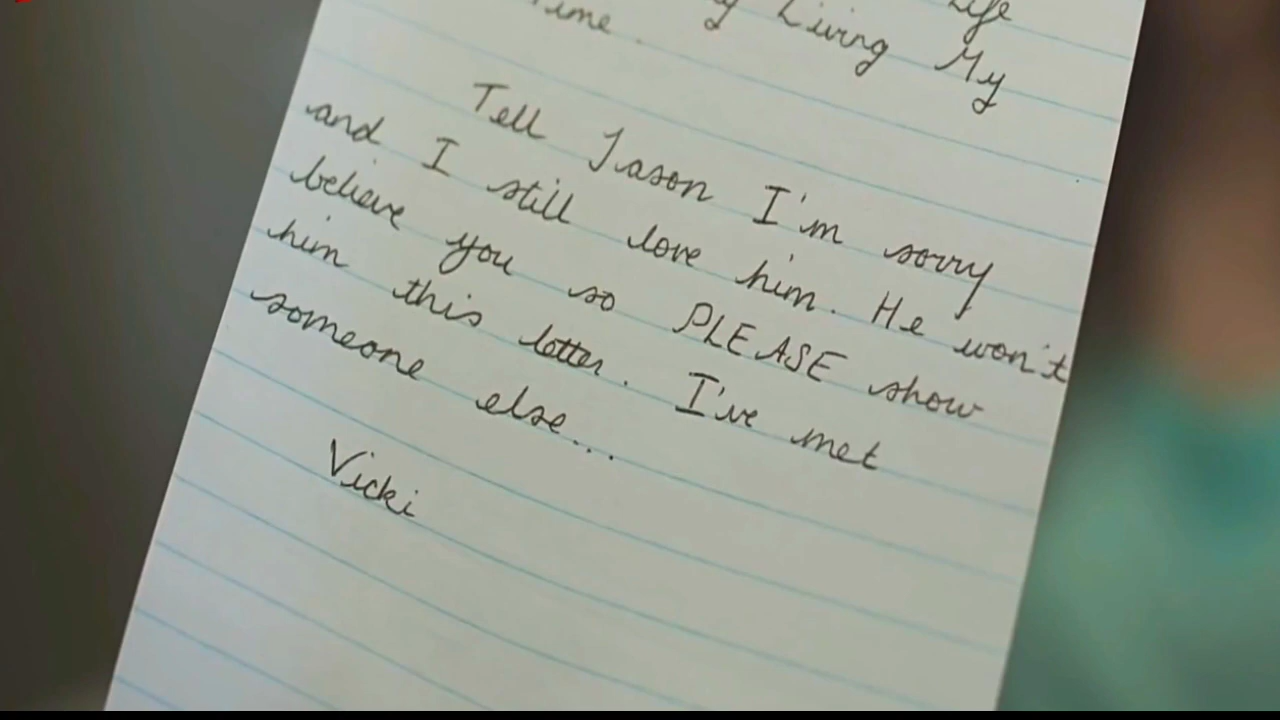 Life
Living My
Time.
Tell Jason I'm sorry
and I still love him. He won't
believe you so PLEASE show
him this letter. I've met
someone else...
Vicki